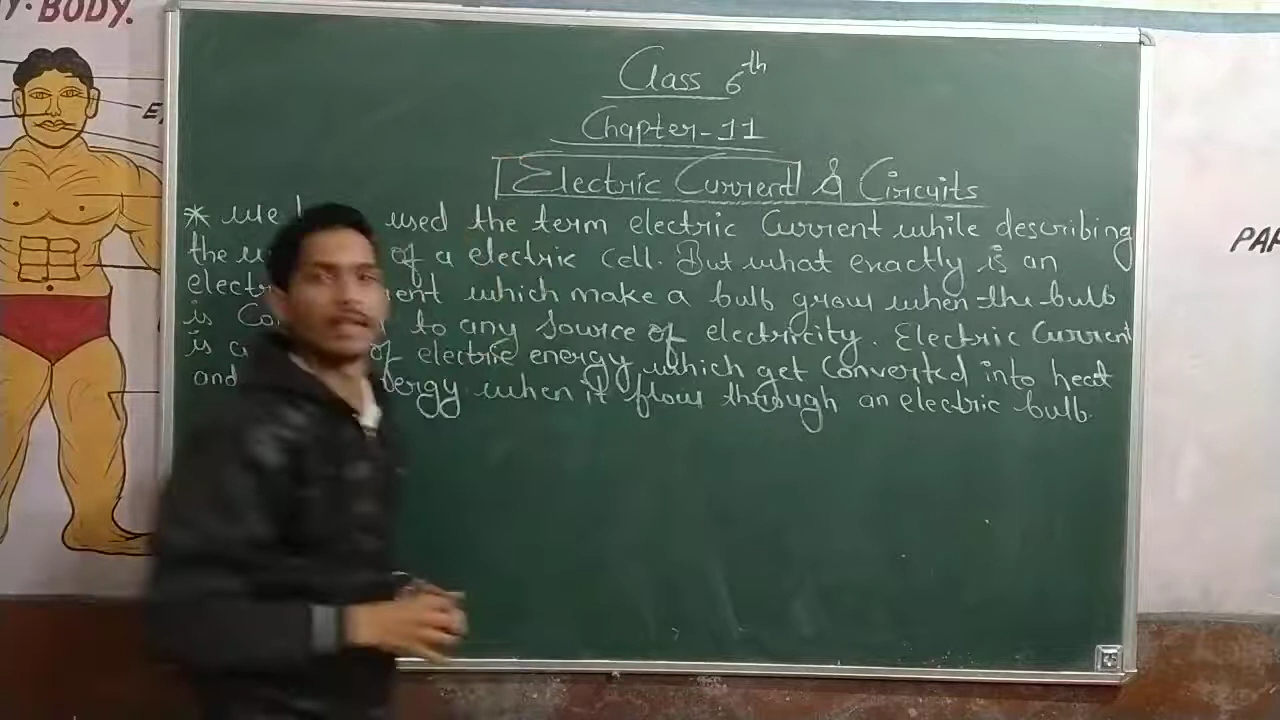 Y-BODY.
Class 6th
Chapter-11
Electric Current & Circuits
* we used the term electric Current while describing
the of a electric cell. But what exactly is an
which make a bulb grow when the bulb
is to any source of electricity. Electric Current
is a of electric energy which get Converted into heat
and when it flow through an electric bulb.
PAR